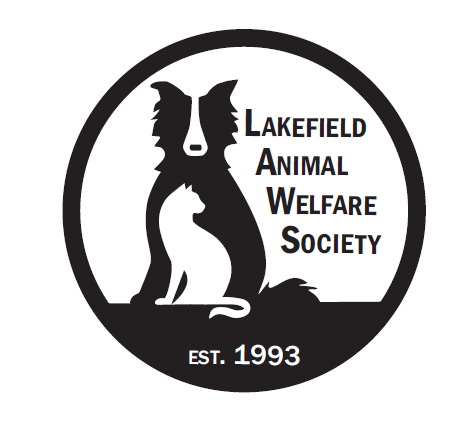 LAKEFIELD
ANIMAL
WELFARE
SOCIETY
EST. 1993